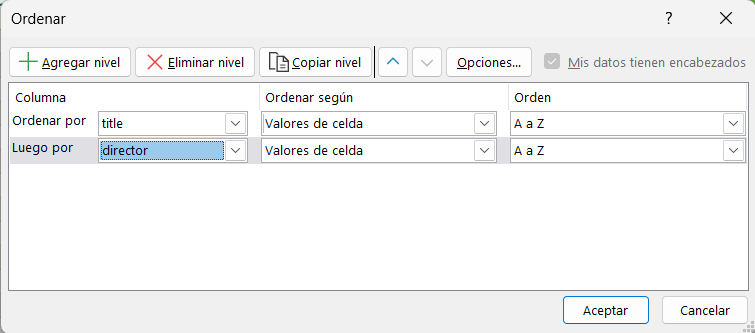 Ordenar ?
Agregar nivel Eliminar nivel Copiar nivel Opciones... Mis datos tienen encabezados
Columna Ordenar según Orden
Ordenar por title Valores de celda A a Z
Luego por director Valores de celda A a Z
Aceptar Cancelar